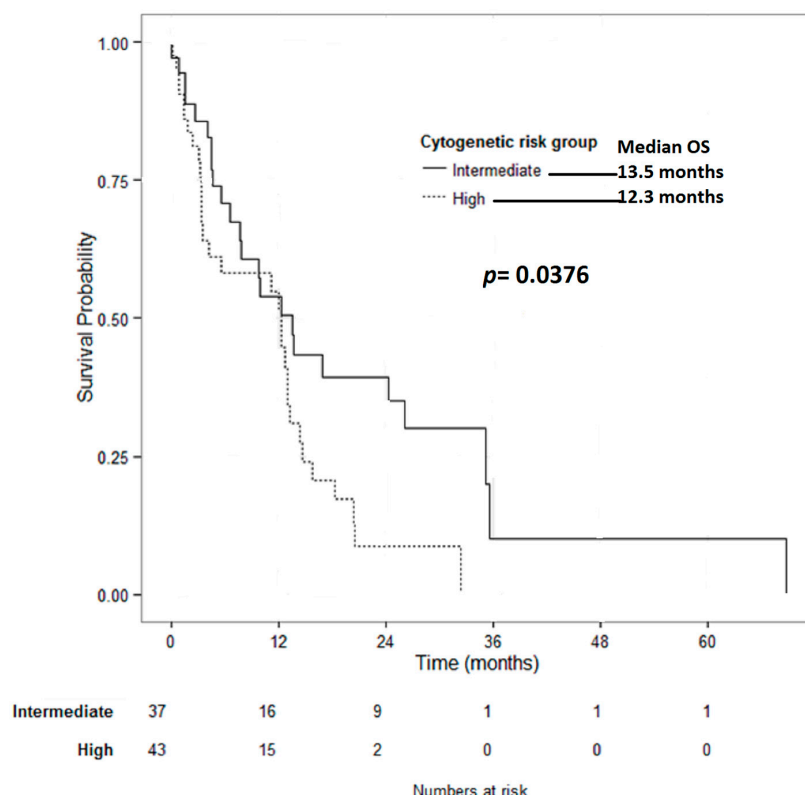 Survival Probability
1.00
0.75
0.50
0.25
0.00
Cytogenetic risk group Median OS
Intermediate 13.5 months
High 12.3 months
p= 0.0376
0 12 24 36 48 60
Time (months)
Intermediate 37 16 9 1 1 1
High 43 15 2 0 0 0
Numbers at risk